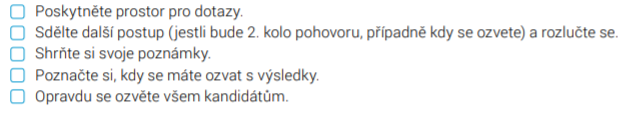 Poskytněte prostor pro dotazy.
Sdělte další postup (jestli bude 2. kolo pohovoru, případně kdy se ozvete) a rozlučte se.
Shrňte si svoje poznámky.
Poznačte si, kdy se máte ozvat s výsledky.
Opravdu se ozvěte všem kandidátům.